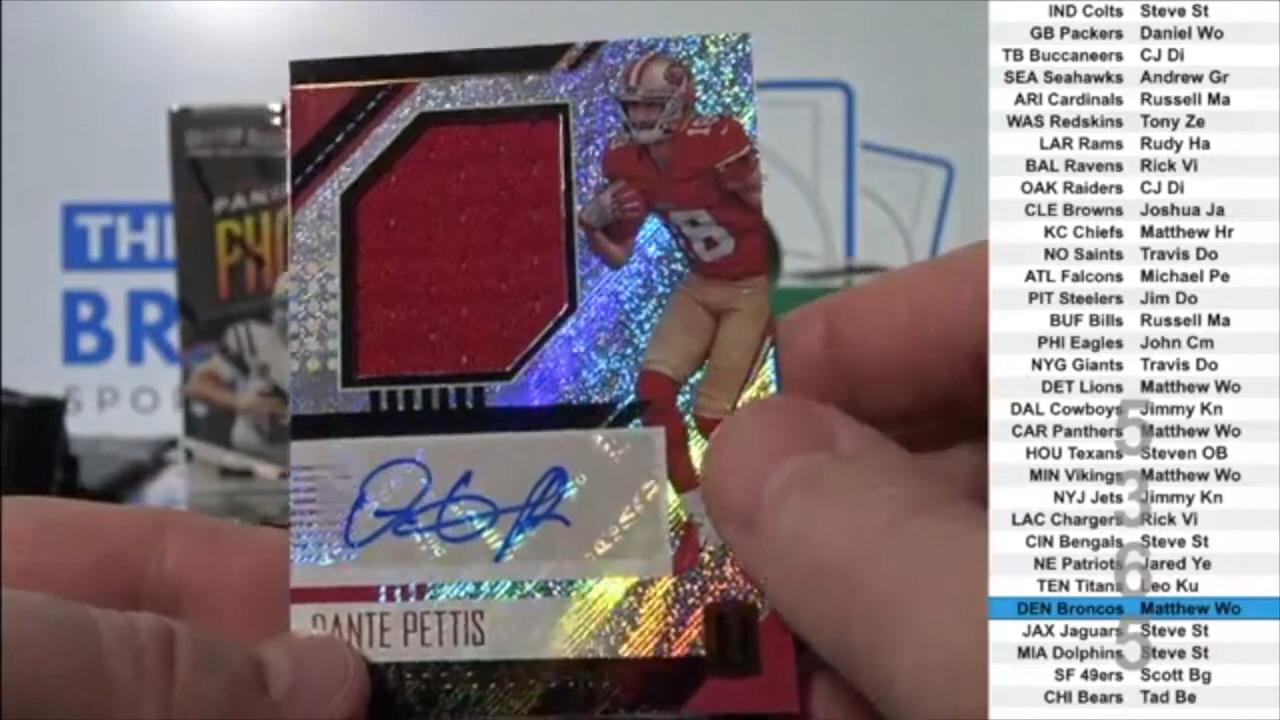 THE
BR
SPO
PANINI
PHO
18
DANTE PETTIS
IND Colts Steve St
GB Packers Daniel Wo
TB Buccaneers CJ Di
SEA Seahawks Andrew Gr
ARI Cardinals Russell Ma
WAS Redskins Tony Ze
LAR Rams Rudy Ha
BAL Ravens Rick Vi
OAK Raiders CJ Di
CLE Browns Joshua Ja
KC Chiefs Matthew Hr
NO Saints Travis Do
ATL Falcons Michael Pe
PIT Steelers Jim Do
BUF Bills Russell Ma
PHI Eagles John Cm
NYG Giants Travis Do
DET Lions Matthew Wo
DAL Cowboys Jimmy Kn
CAR Panthers Matthew Wo
HOU Texans Steven OB
MIN Vikings Matthew Wo
NYJ Jets Jimmy Kn
LAC Chargers Rick Vi
CIN Bengals Steve St
NE Patriots Jared Ye
TEN Titans Leo Ku
DEN Broncos Matthew Wo
JAX Jaguars Steve St
MIA Dolphins Steve St
SF 49ers Scott Bg
CHI Bears Tad Be
53665